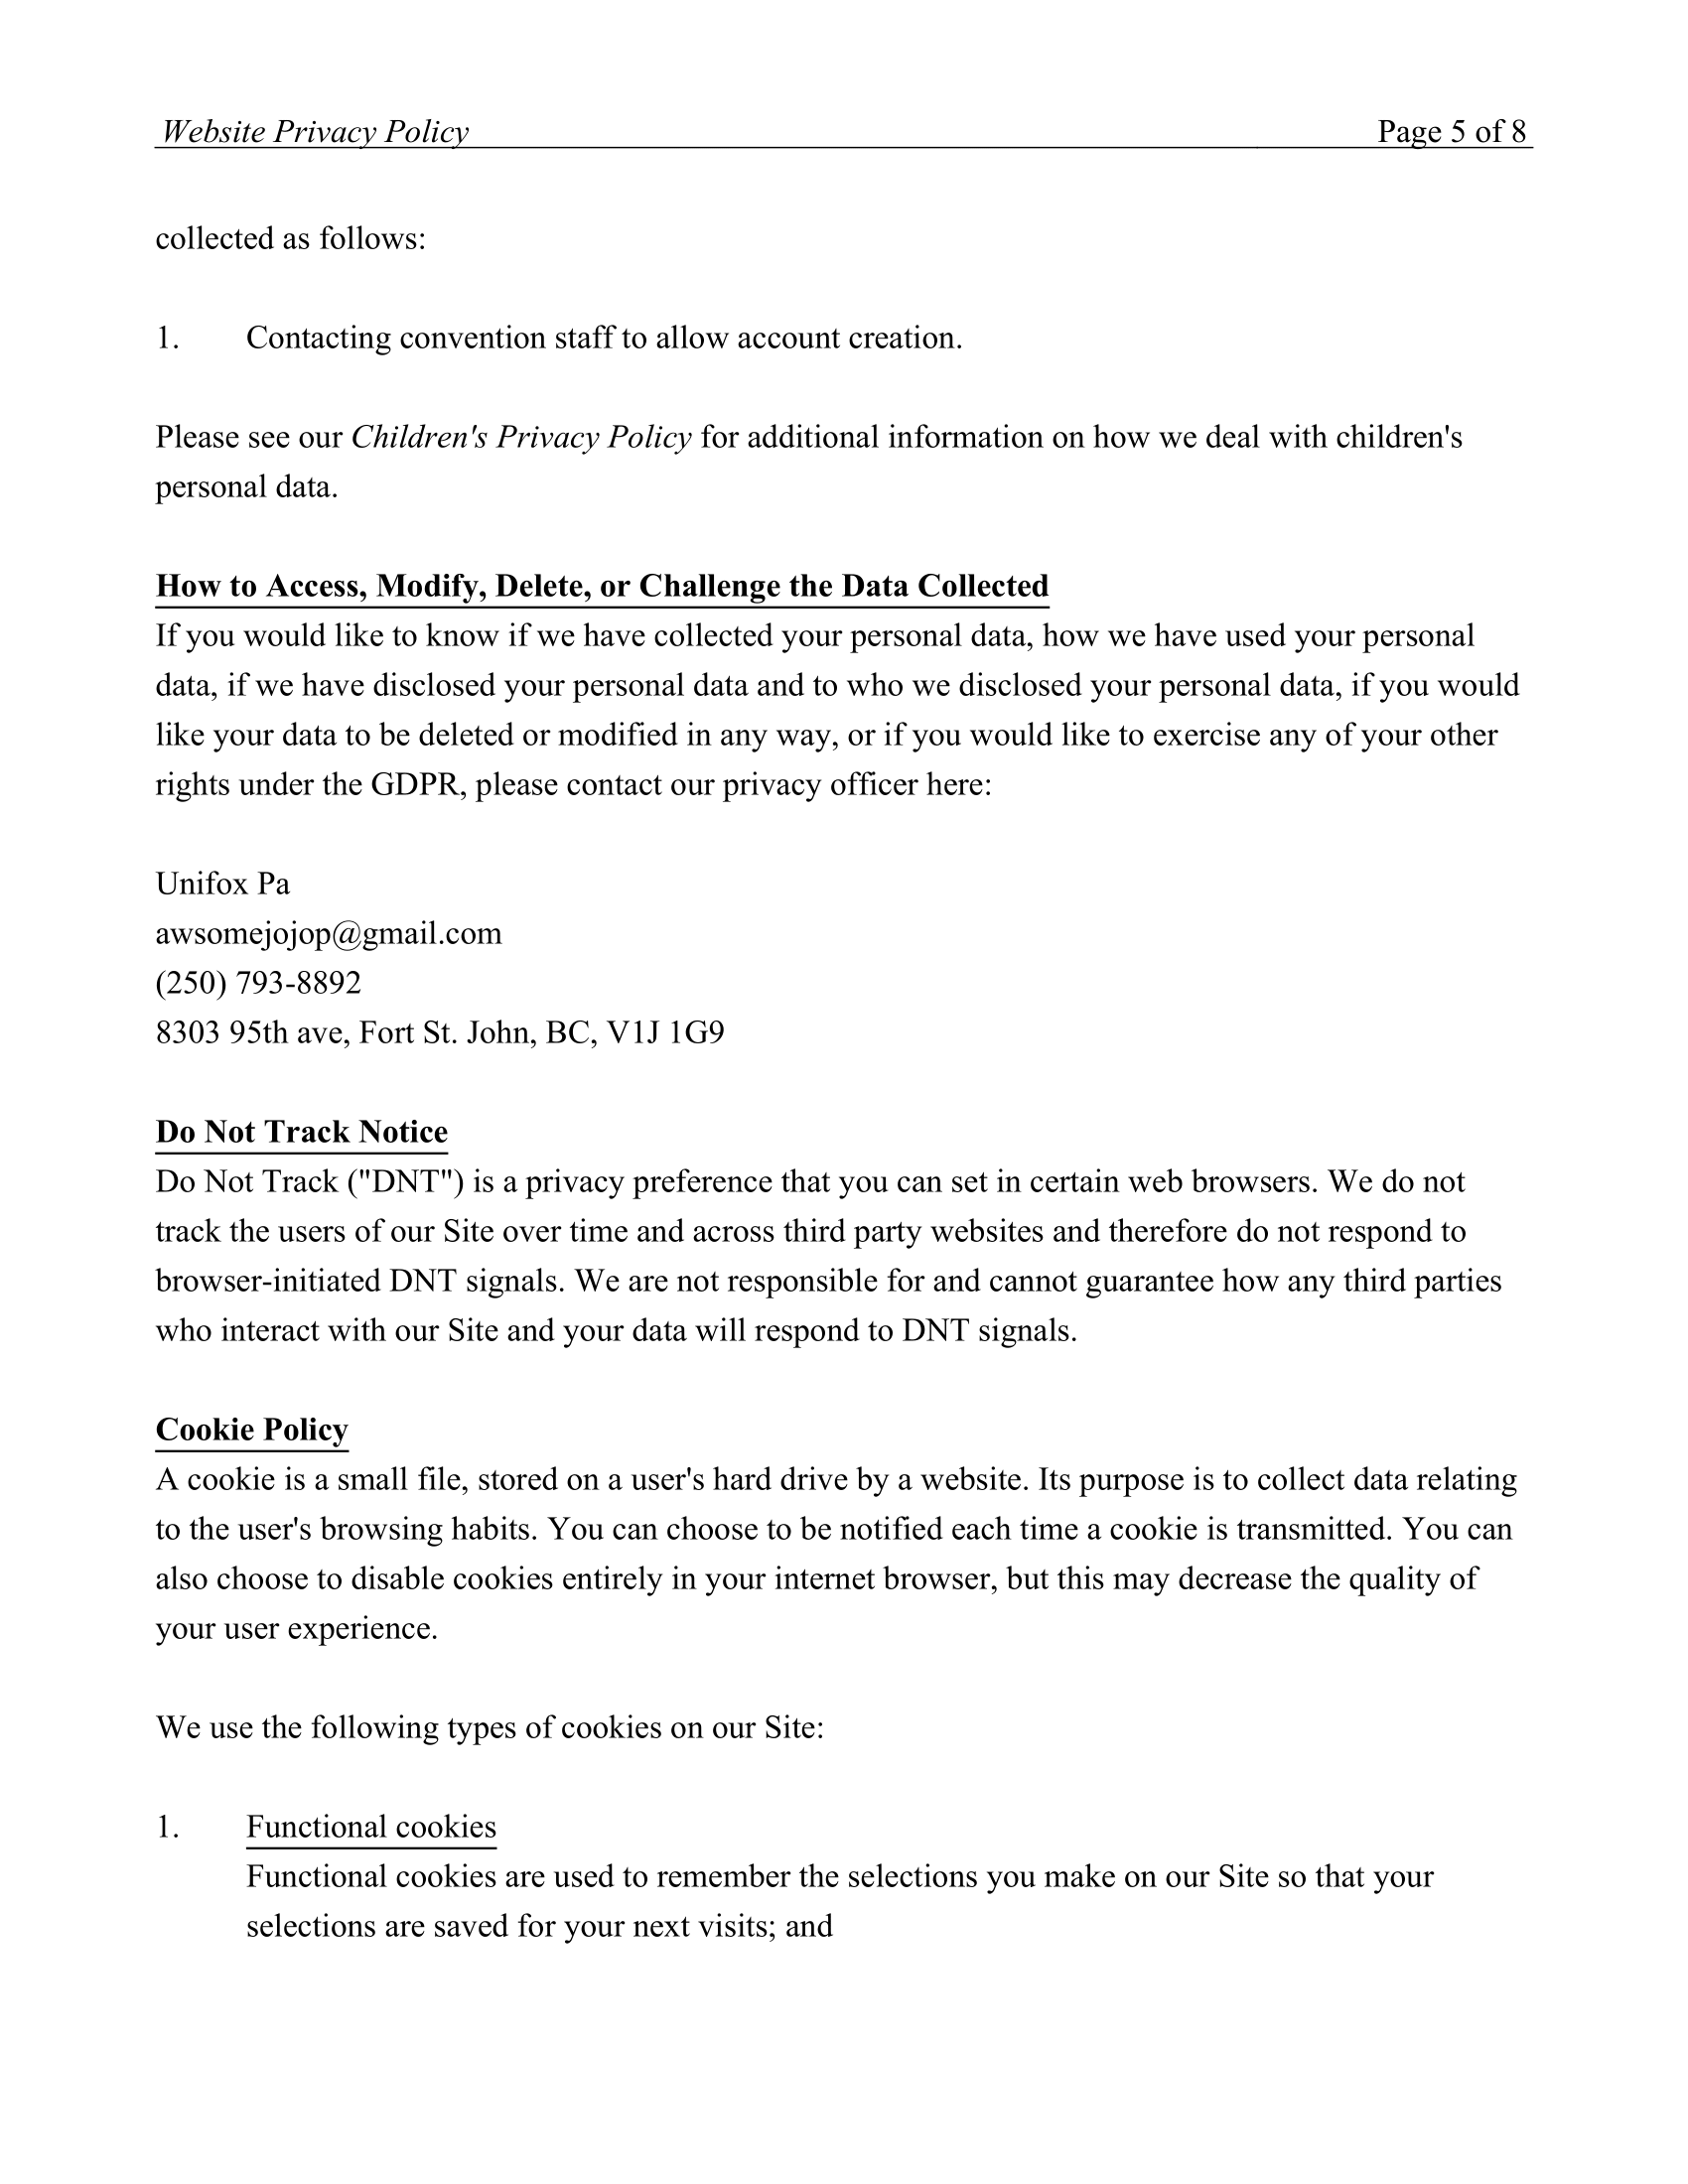 Website Privacy Policy Page 5 of 8
collected as follows:
1. Contacting convention staff to allow account creation.
Please see our Children's Privacy Policy for additional information on how we deal with children's
personal data.
How to Access, Modify, Delete, or Challenge the Data Collected
If you would like to know if we have collected your personal data, how we have used your personal
data, if we have disclosed your personal data and to who we disclosed your personal data, if you would
like your data to be deleted or modified in any way, or if you would like to exercise any of your other
rights under the GDPR, please contact our privacy officer here:
Unifox Pa
awsomejojop@gmail.com
(250) 793-8892
8303 95th ave, Fort St. John, BC, V1J 1G9
Do Not Track Notice
Do Not Track ("DNT") is a privacy preference that you can set in certain web browsers. We do not
track the users of our Site over time and across third party websites and therefore do not respond to
browser-initiated DNT signals. We are not responsible for and cannot guarantee how any third parties
who interact with our Site and your data will respond to DNT signals.
Cookie Policy
A cookie is a small file, stored on a user's hard drive by a website. Its purpose is to collect data relating
to the user's browsing habits. You can choose to be notified each time a cookie is transmitted. You can
also choose to disable cookies entirely in your internet browser, but this may decrease the quality of
your user experience.
We use the following types of cookies on our Site:
1. Functional cookies
Functional cookies are used to remember the selections you make on our Site so that your
selections are saved for your next visits; and